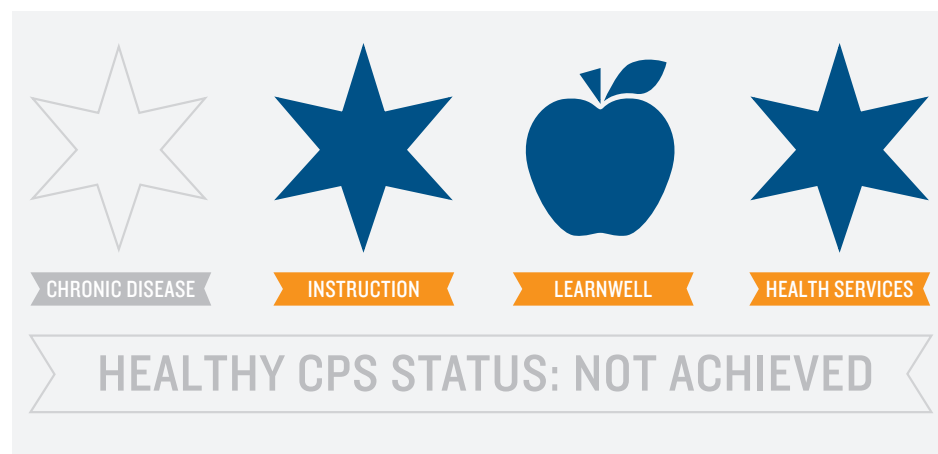 CHRONIC DISEASE
INSTRUCTION
LEARNWELL
HEALTH SERVICES
HEALTHY CPS STATUS: NOT ACHIEVED